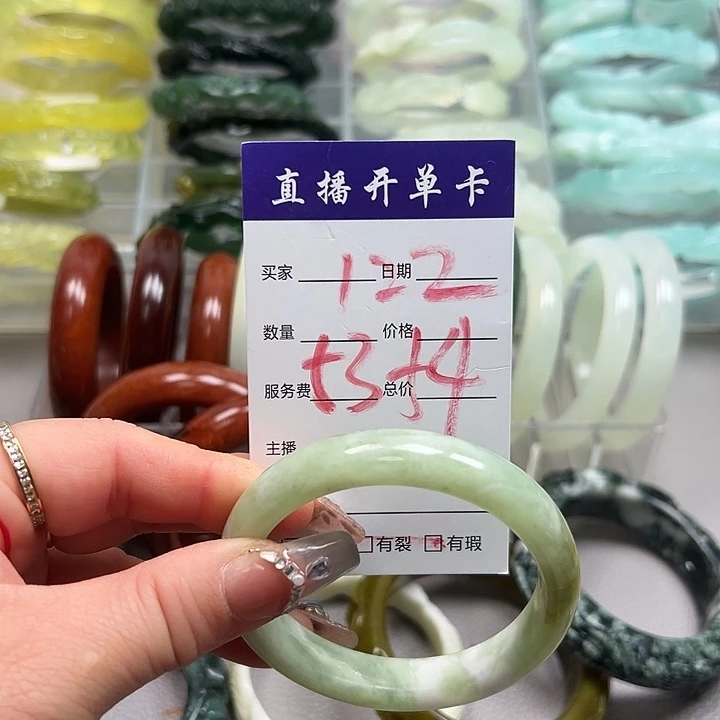 直播开单卡
买家 122 日期
数量 价格
服务费 t3 f4 总价
主播
有裂 有瑕